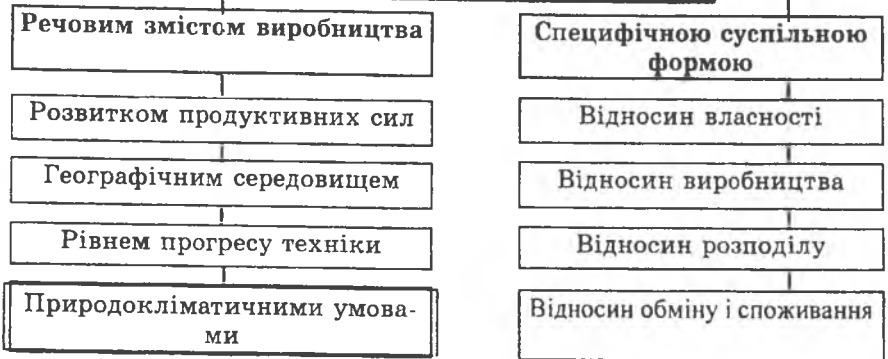 Речовим змістом виробництва
Розвитком продуктивних сил
Географічним середовищем
Рівнем прогресу техніки
Природокліматичними умова-
ми
Специфічною суспільною
формою
Відносин власності
Відносин виробництва
Відносин розподілу
Відносин обміну і споживання